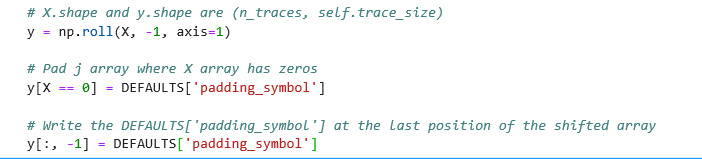 # X.shape and y.shape are (n_traces, self.trace_size)
y = np.roll(X, -1, axis=1)
# Pad j array where X array has zeros
y[X == 0] = DEFAULTS['padding_symbol']
# Write the DEFAULTS['padding_symbol'] at the last position of the shifted array
y[:, -1] = DEFAULTS['padding_symbol']